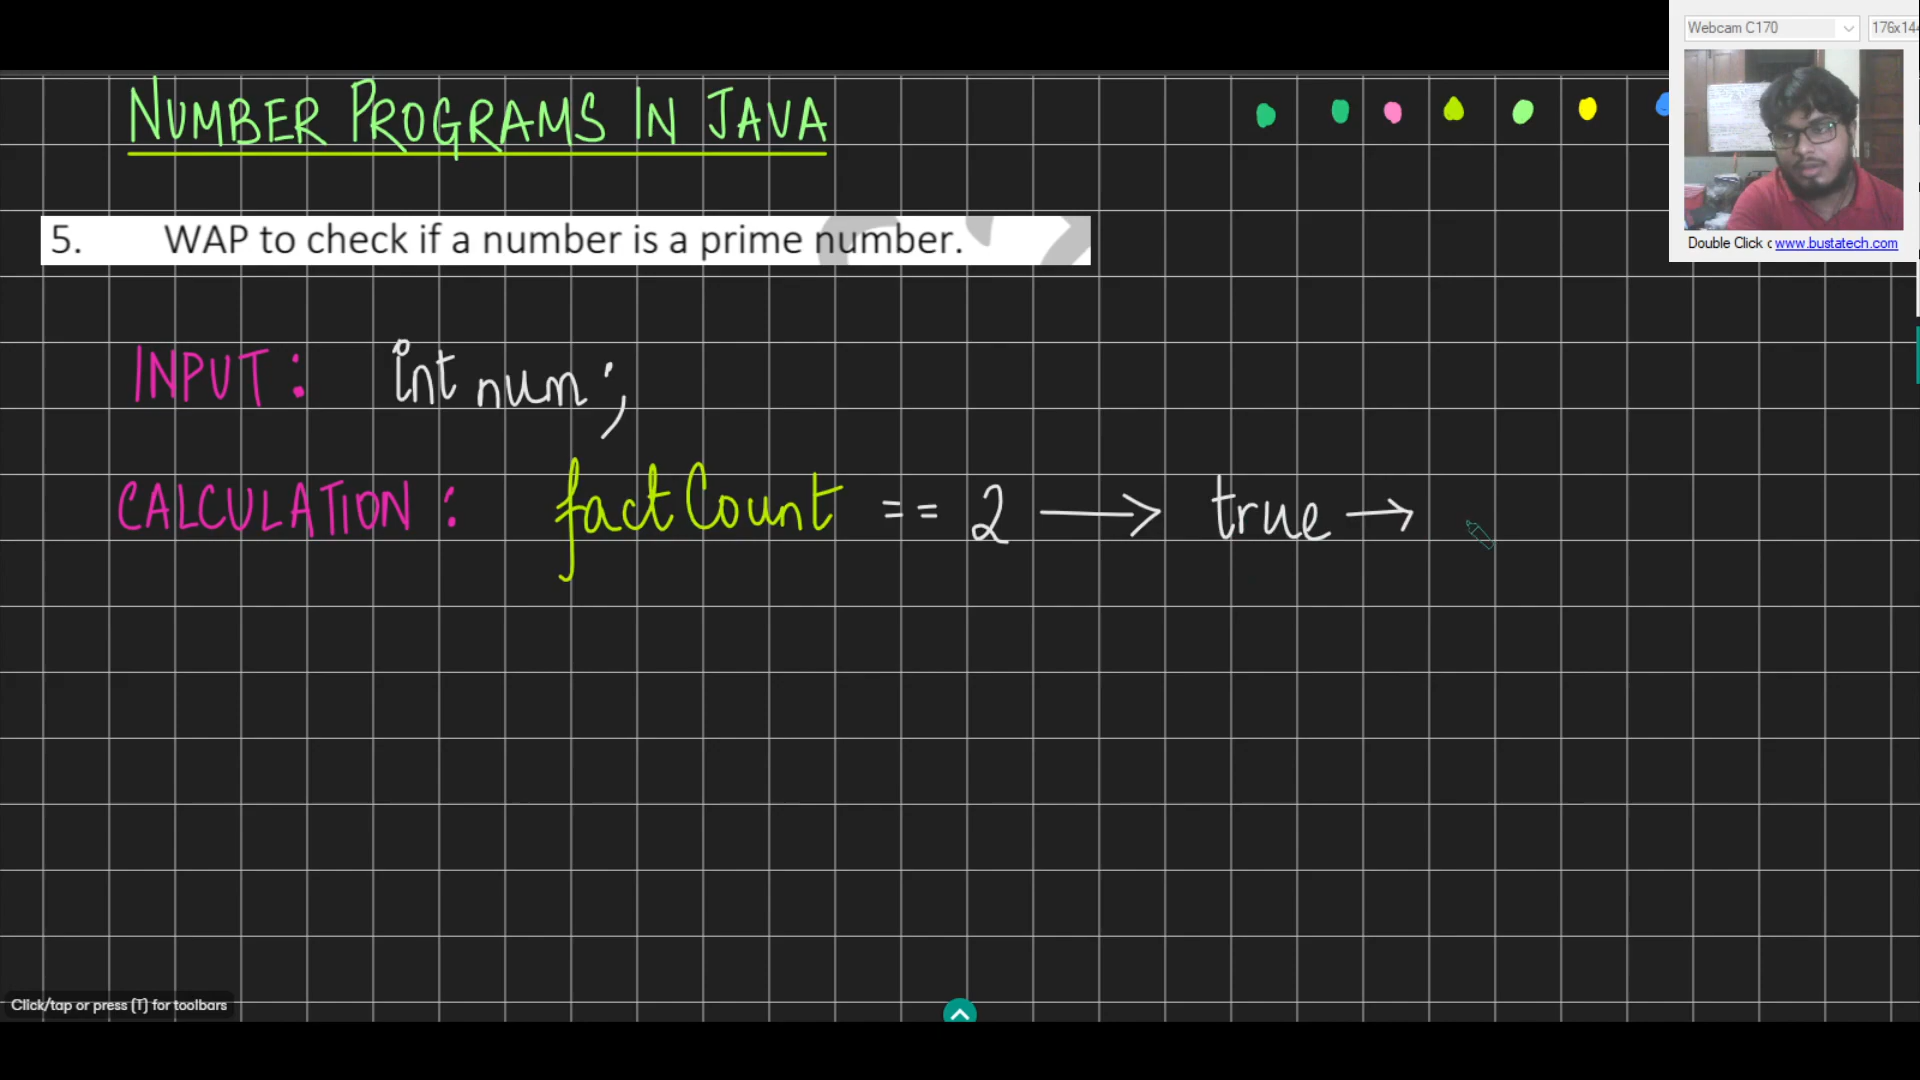 Webcam C170 176x144
NUMBER PROGRAMS IN JAVA
Double Click www.bustatech.com
5. WAP to check if a number is a prime number.
INPUT: int num;
CALCULATION: factCount == 2 → true →
Click/tap or press (T) for toolbars